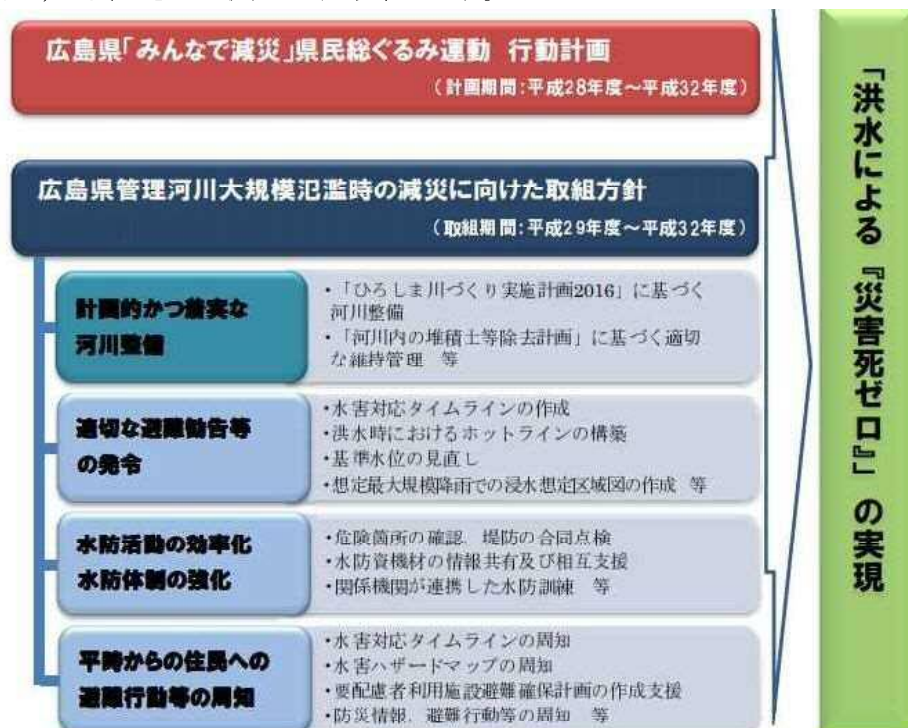 広島県「みんなで減災」県民総ぐるみ運動 行動計画
(計画期間:平成28年度~平成32年度)
広島県管理河川大規模氾濫時の減災に向けた取組方針
(取組期間:平成29年度~平成32年度)
計画的かつ着実な
河川整備
・「ひろしま川づくり実施計画2016」に基づく
河川整備
・「河川内の堆積土等除去計画」に基づく適切
な維持管理 等
適切な避難勧告等
の発令
・水害対応タイムラインの作成
・洪水時におけるホットラインの構築
・基準水位の見直し
・想定最大規模降雨での浸水想定区域図の作成 等
水防活動の効率化
水防体制の強化
・危険箇所の確認、堤防の合同点検
・水防資機材の情報共有及び相互支援
・関係機関が連携した水防訓練 等
平時からの住民への
避難行動等の周知
・水害対応タイムラインの周知
・水害ハザードマップの周知
・要配慮者利用施設避難確保計画の作成支援
・防災情報、避難行動等の周知 等
「洪水による『災害死ゼロ』」の実現